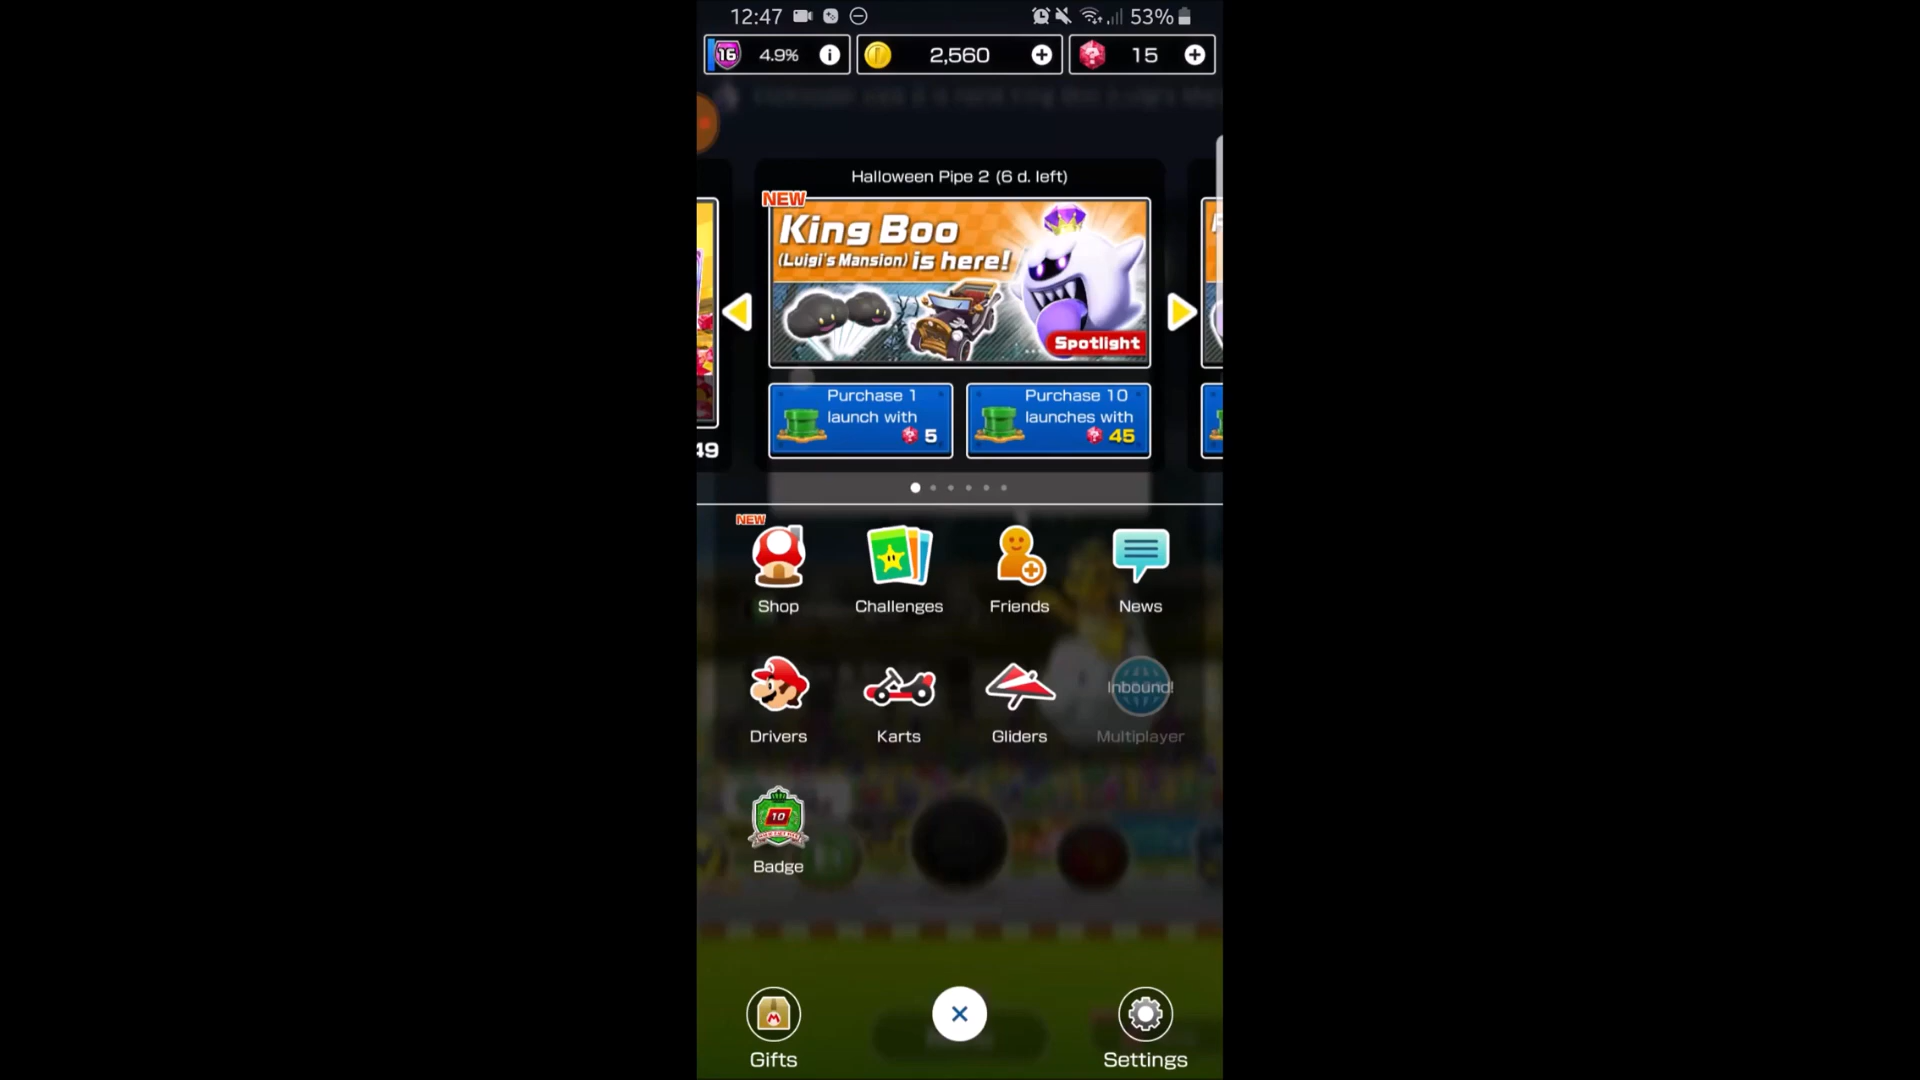 12:47
53%
16
4.9%
2,560
15
Halloween Pipe 2 (6 d. left)
NEW
King Boo
(Luigi's Mansion) is here!
Spotlight
Purchase 1
launch with
5
Purchase 10
launches with
45
49
NEW
Shop
Challenges
Friends
News
Drivers
Karts
Gliders
Inbound!
Multiplayer
10
Badge
Gifts
Settings